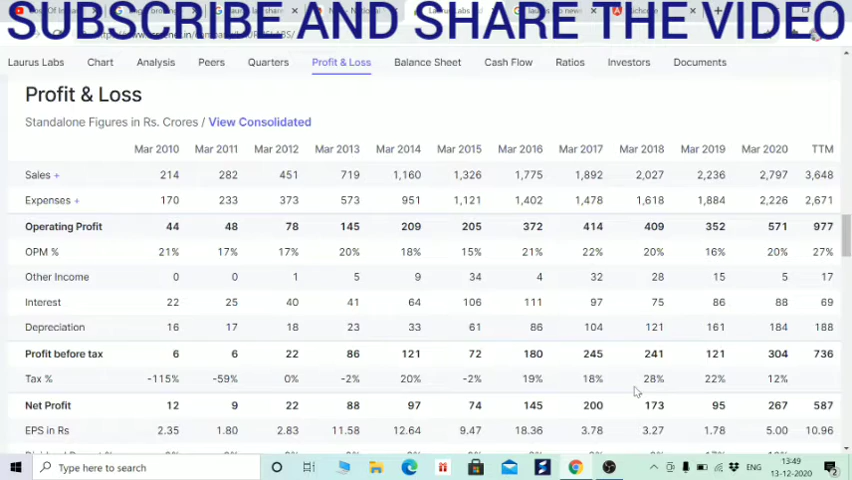 SUBSCRIBE AND SHARE THE VIDEO
Laurus Labs Chart Analysis Peers Quarters Profit & Loss Balance Sheet Cash Flow Ratios Investors Documents
Profit & Loss
Standalone Figures in Rs. Crores / View Consolidated
Mar 2010 Mar 2011 Mar 2012 Mar 2013 Mar 2014 Mar 2015 Mar 2016 Mar 2017 Mar 2018 Mar 2019 Mar 2020 TTM
Sales + 214 282 451 719 1,160 1,326 1,775 1,892 2,027 2,236 2,797 3,648
Expenses + 170 233 373 573 951 1,121 1,402 1,478 1,618 1,884 2,226 2,671
Operating Profit 44 48 78 145 209 205 372 414 409 352 571 977
OPM % 21% 17% 17% 20% 18% 15% 21% 22% 20% 16% 20% 27%
Other Income 0 0 1 5 9 34 4 32 28 15 5 17
Interest 22 25 40 41 64 106 111 97 75 86 88 69
Depreciation 16 17 18 23 33 61 86 104 121 161 184 188
Profit before tax 6 6 22 86 121 72 180 245 241 121 304 736
Tax % -115% -59% 0% -2% 20% -2% 19% 18% 28% 22% 12%
Net Profit 12 9 22 88 97 74 145 200 173 95 267 587
EPS in Rs 2.35 1.80 2.83 11.58 12.64 9.47 18.36 3.78 3.27 1.78 5.00 10.96
Type here to search
ENG
13:49
13-12-2020
2